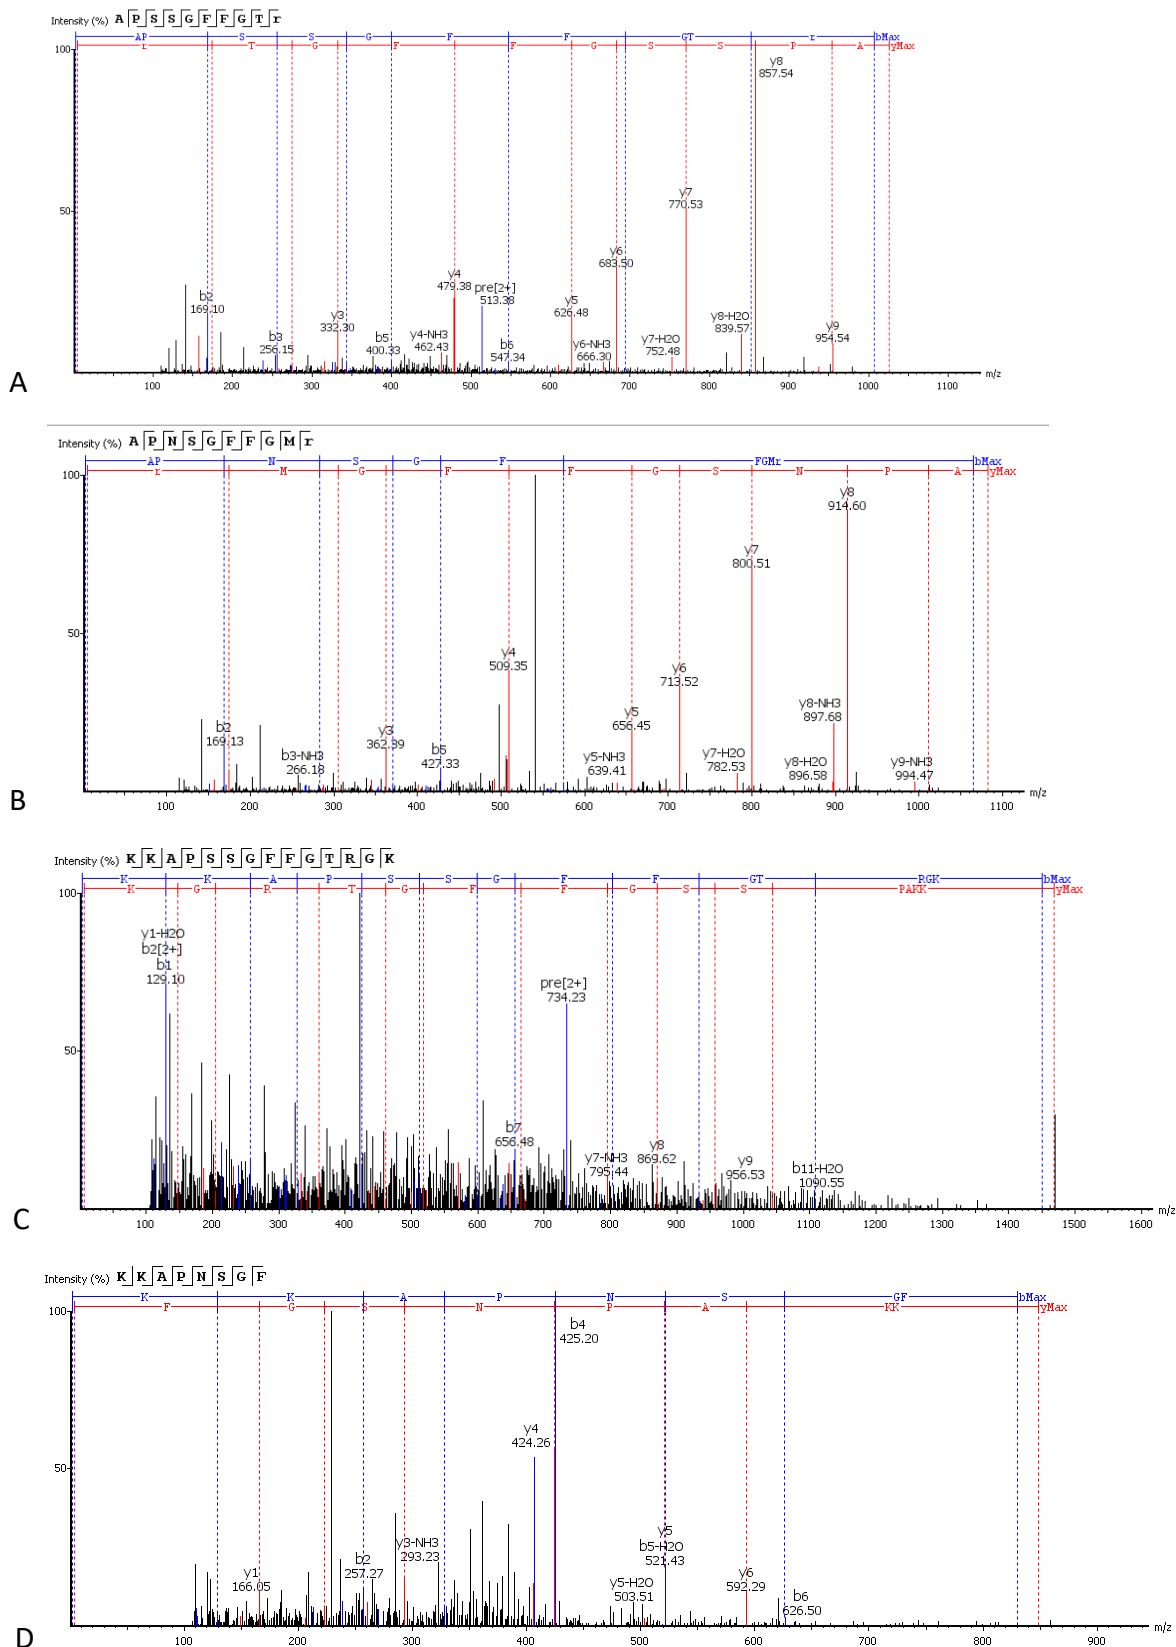 Intensity (%) A P S S G F F G T r
AP S S G F F GT r bMax
r T G F F G S S P A yMax
100
y8
857.54
50
y7
770.53
y6
683.50
y4
479.38
pre[2+]
513.38
b2
169.10
y3
332.30
y5
626.48
y8-H2O
839.57
b3
256.15
b5
400.33
y4-NH3
462.43
b6
547.34
y6-NH3
666.30
y7-H2O
752.48
y9
954.54
100 200 300 400 500 600 700 800 900 1000 1100 m/z
A
Intensity (%) A P N S G F F G M r
AP N S G F FGMr bMax
r M G F F G S N P A yMax
100
y8
914.60
y7
800.51
50
y4
509.35
y6
713.52
y5
656.45
y8-NH3
897.68
b2
169.13
y3
362.39
b3-NH3
266.18
b5
427.33
y5-NH3
639.41
y7-H2O
782.53
y8-H2O
896.58
y9-NH3
994.47
100 200 300 400 500 600 700 800 900 1000 1100 m/z
B
Intensity (%) K K A P S S G F F G T R G K
K K A P S S G F F GT RGK bMax
K G R T G F F G S S PAKK yMax
100
y1-H2O
b2[2+]
b1
129.10
pre[2+]
734.23
50
b7
656.48
y7-NH3
795.44
y8
869.62
y9
956.53
b11-H2O
1090.55
100 200 300 400 500 600 700 800 900 1000 1100 1200 1300 1400 1500 1600 m/z
C
Intensity (%) K K A P N S G F
K K A P N S GF bMax
F G S N P A KK yMax
100
b4
425.20
y4
424.26
50
y1
166.05
b2
257.27
y3-NH3
293.23
y5
b5-H2O
521.43
y5-H2O
503.51
y6
592.29
b6
626.50
100 200 300 400 500 600 700 800 900 m/z
D